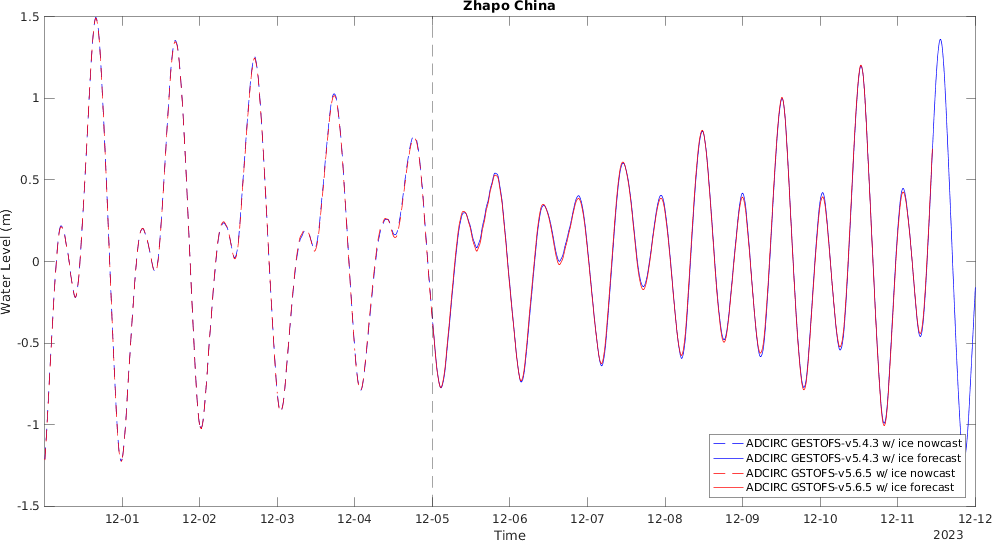 Zhapo China
1.5
1
0.5
0
-0.5
-1
-1.5
Water Level (m)
12-01 12-02 12-03 12-04 12-05 12-06 12-07 12-08 12-09 12-10 12-11 12-12
Time
2023
ADCIRC GESTOFS-v5.4.3 w/ ice nowcast
ADCIRC GESTOFS-v5.4.3 w/ ice forecast
ADCIRC GSTOFS-v5.6.5 w/ ice nowcast
ADCIRC GSTOFS-v5.6.5 w/ ice forecast